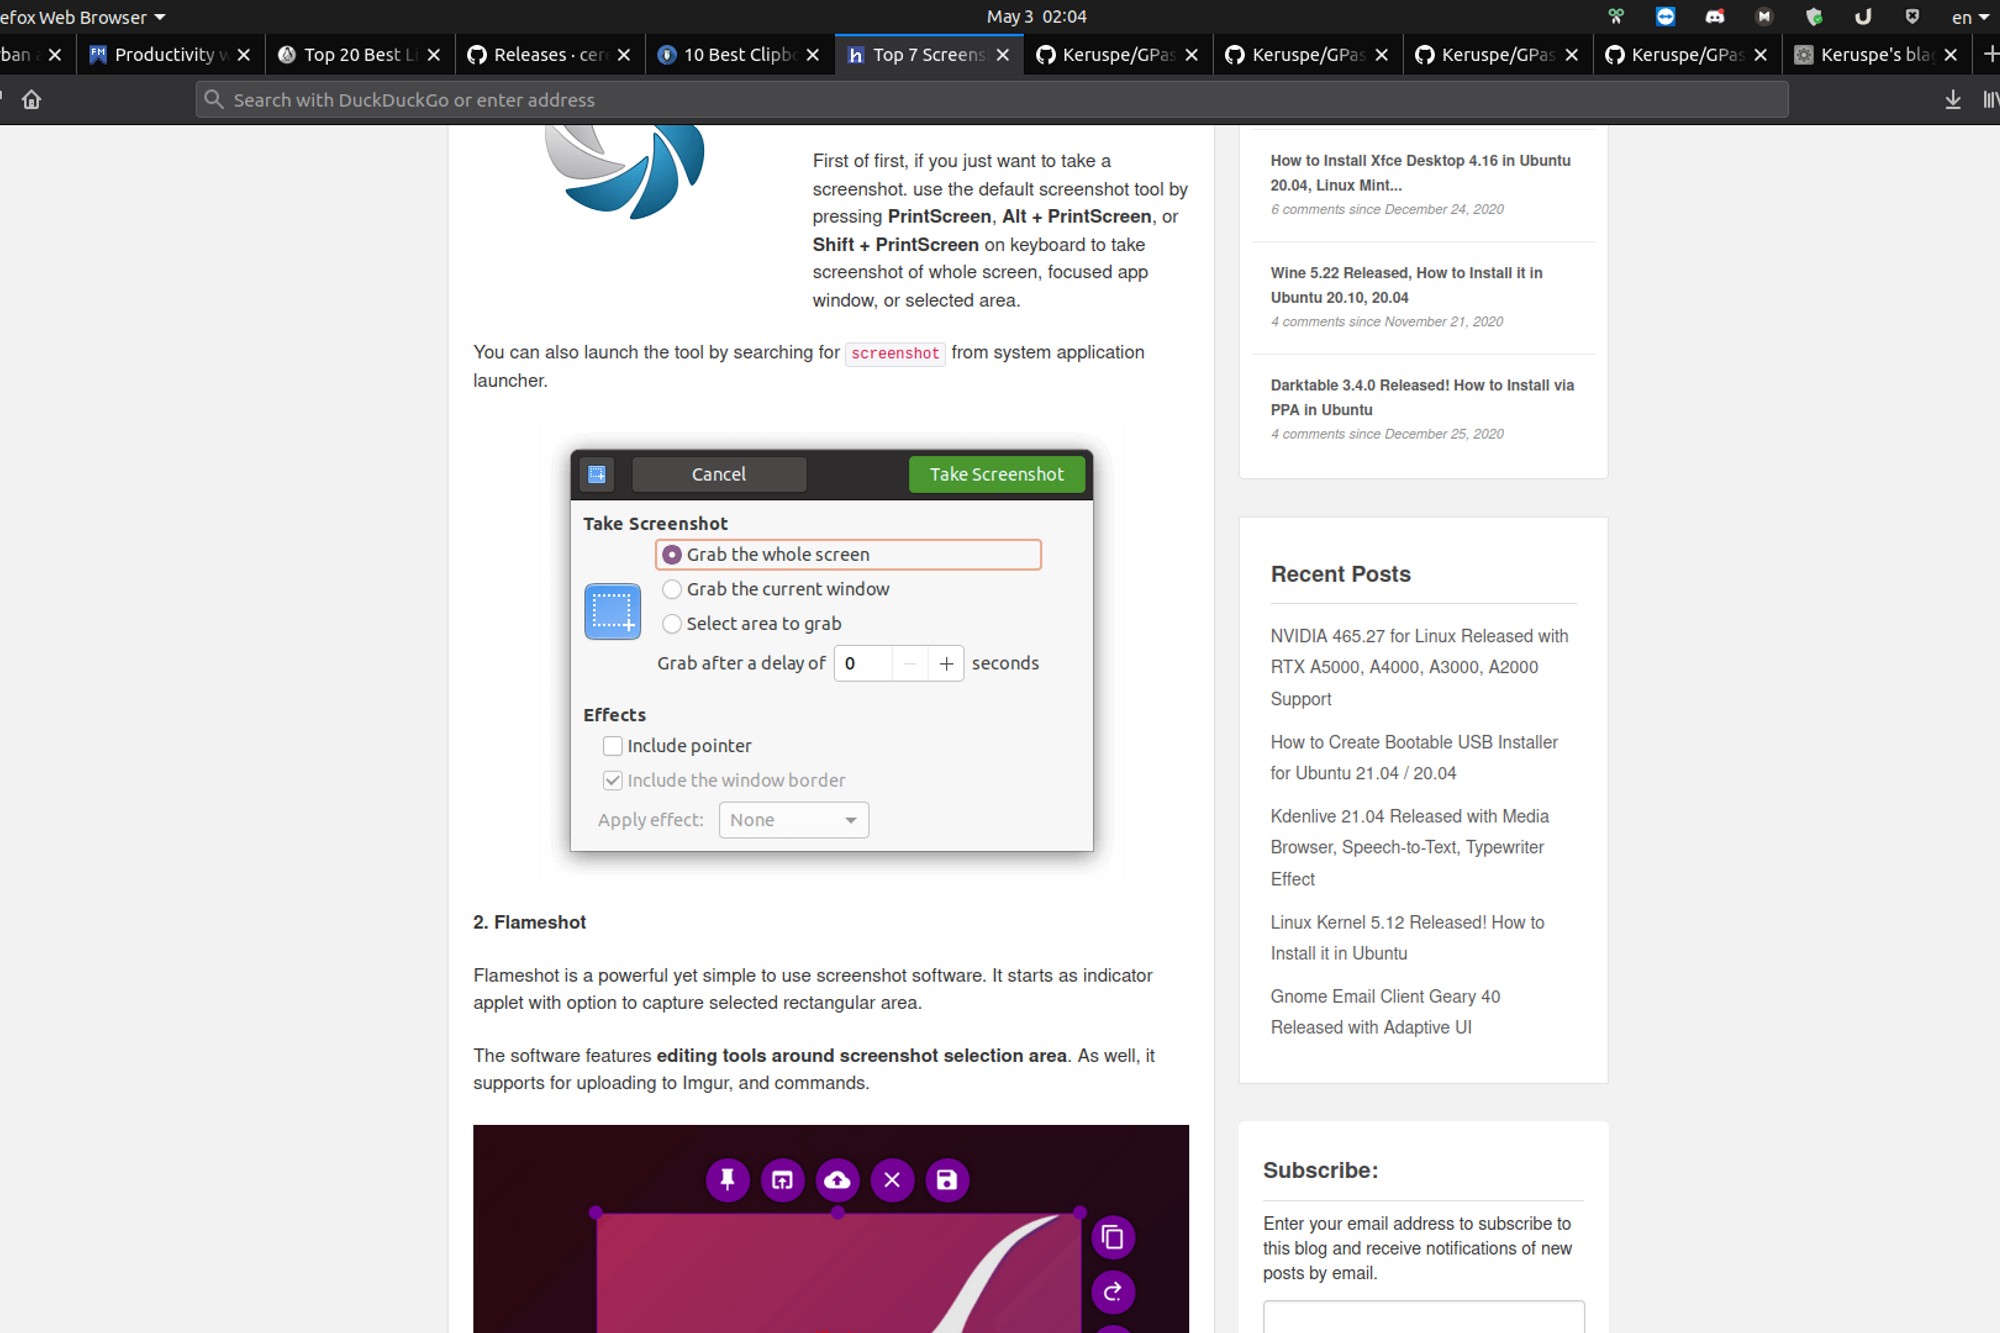 efox Web Browser
May 3 02:04
en
ban a
Productivity w
Top 20 Best Li
Releases · cere
10 Best Clipbo
Top 7 Screens
Keruspe/GPas
Keruspe/GPas
Keruspe/GPas
Keruspe/GPas
Keruspe's blag
Search with DuckDuckGo or enter address
First of first, if you just want to take a
screenshot. use the default screenshot tool by
pressing PrintScreen, Alt + PrintScreen, or
Shift + PrintScreen on keyboard to take
screenshot of whole screen, focused app
window, or selected area.
You can also launch the tool by searching for screenshot from system application
launcher.
Cancel
Take Screenshot
Take Screenshot
Grab the whole screen
Grab the current window
Select area to grab
Grab after a delay of 0 − + seconds
Effects
Include pointer
Include the window border
Apply effect: None
2. Flameshot
Flameshot is a powerful yet simple to use screenshot software. It starts as indicator
applet with option to capture selected rectangular area.
The software features editing tools around screenshot selection area. As well, it
supports for uploading to Imgur, and commands.
How to Install Xfce Desktop 4.16 in Ubuntu
20.04, Linux Mint...
6 comments since December 24, 2020
Wine 5.22 Released, How to Install it in
Ubuntu 20.10, 20.04
4 comments since November 21, 2020
Darktable 3.4.0 Released! How to Install via
PPA in Ubuntu
4 comments since December 25, 2020
Recent Posts
NVIDIA 465.27 for Linux Released with
RTX A5000, A4000, A3000, A2000
Support
How to Create Bootable USB Installer
for Ubuntu 21.04 / 20.04
Kdenlive 21.04 Released with Media
Browser, Speech-to-Text, Typewriter
Effect
Linux Kernel 5.12 Released! How to
Install it in Ubuntu
Gnome Email Client Geary 40
Released with Adaptive UI
Subscribe:
Enter your email address to subscribe to
this blog and receive notifications of new
posts by email.